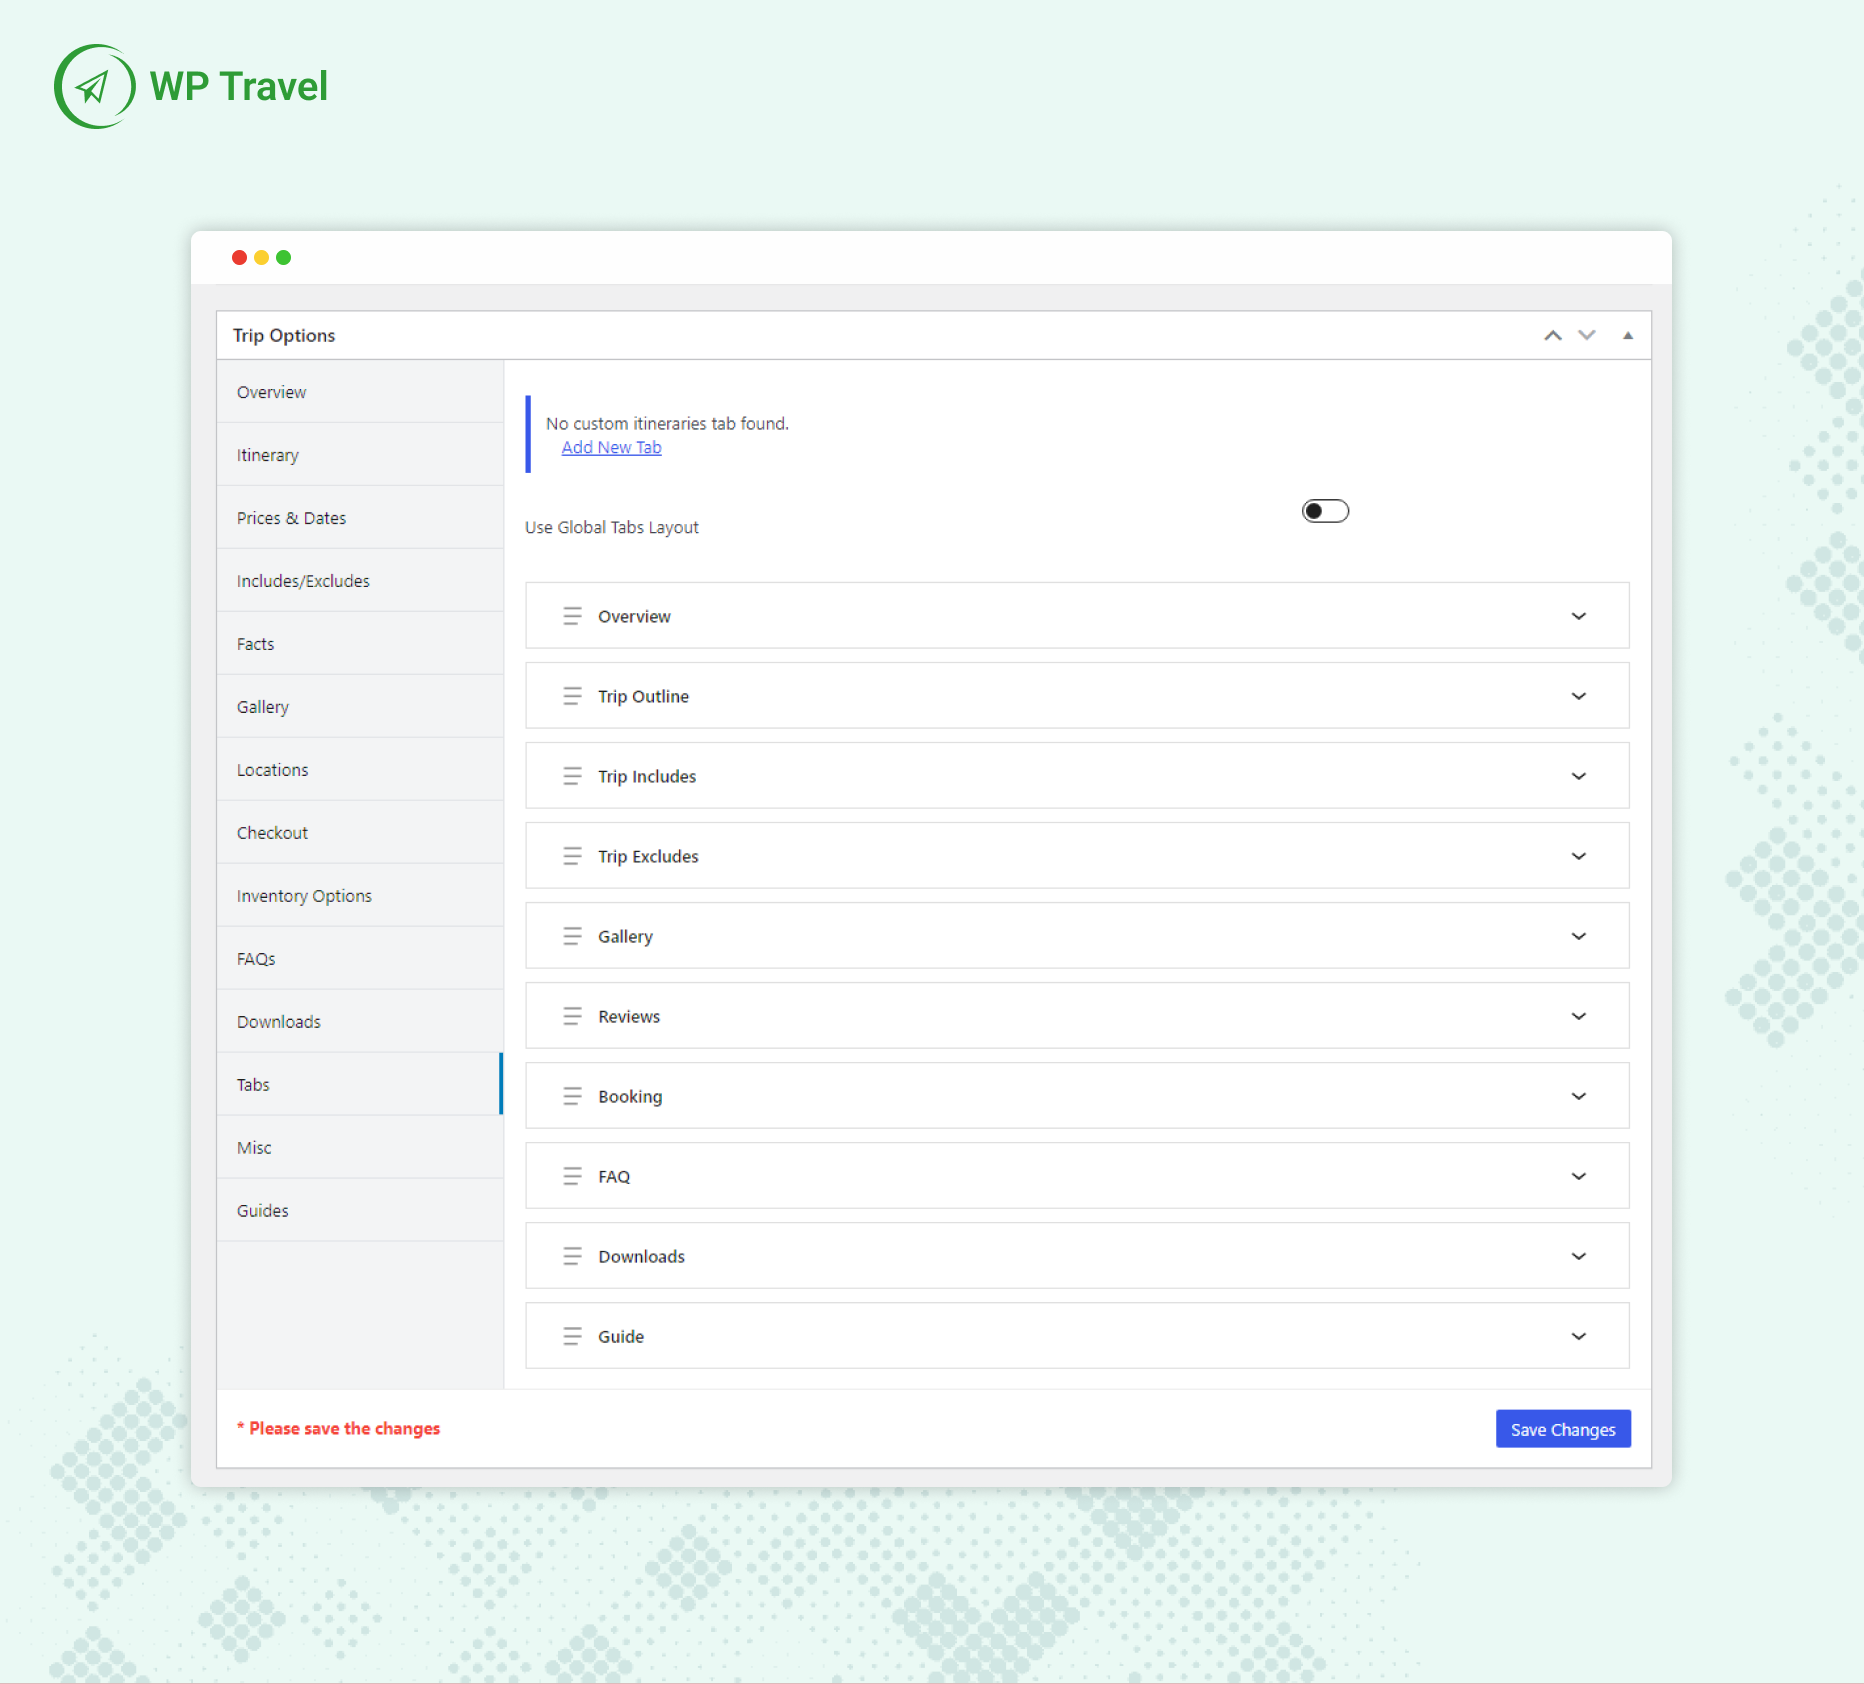 WP Travel
Trip Options
Overview
Itinerary
Prices & Dates
Includes/Excludes
Facts
Gallery
Locations
Checkout
Inventory Options
FAQs
Downloads
Tabs
Misc
Guides
No custom itineraries tab found.
Add New Tab
Use Global Tabs Layout
Overview
Trip Outline
Trip Includes
Trip Excludes
Gallery
Reviews
Booking
FAQ
Downloads
Guide
* Please save the changes
Save Changes